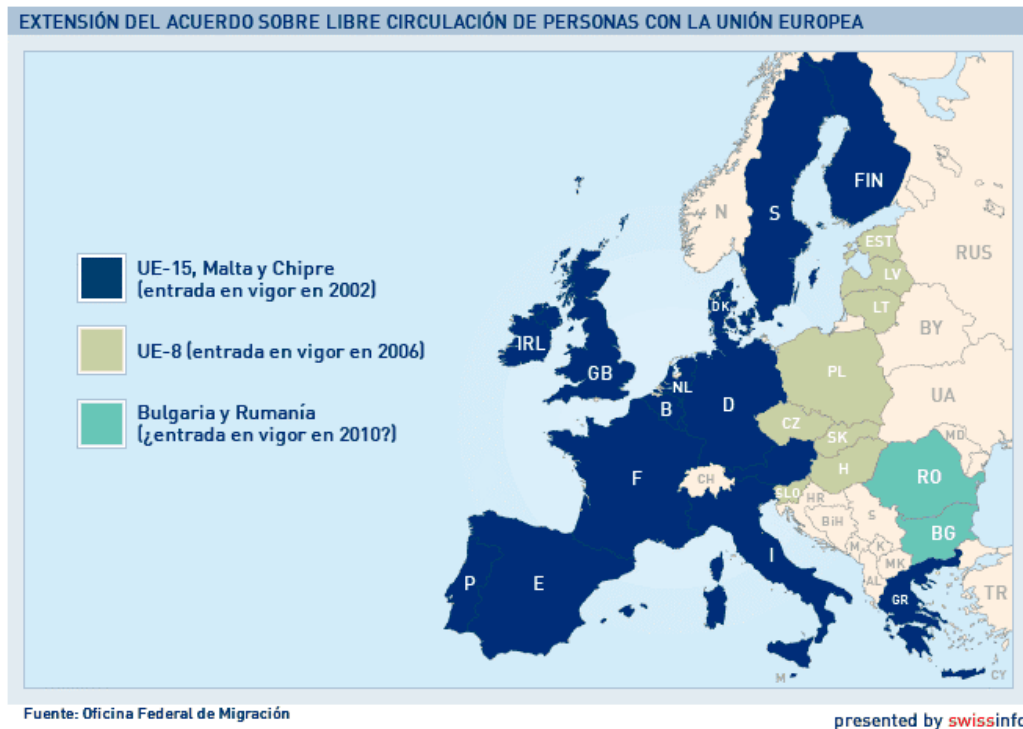 EXTENSIÓN DEL ACUERDO SOBRE LIBRE CIRCULACIÓN DE PERSONAS CON LA UNIÓN EUROPEA
UE-15, Malta y Chipre
(entrada en vigor en 2002)
UE-8 (entrada en vigor en 2006)
Bulgaria y Rumanía
(¿entrada en vigor en 2010?)
FIN
N
S
EST
RUS
LV
LT
DK
BY
IRL
GB
NL
PL
B
D
UA
CZ
SK
MD
F
CH
H
RO
SLO
HR
BiH
S
BG
M
K
I
MK
P
E
AL
TR
GR
M
CY
Fuente: Oficina Federal de Migración
presented by swissinfo